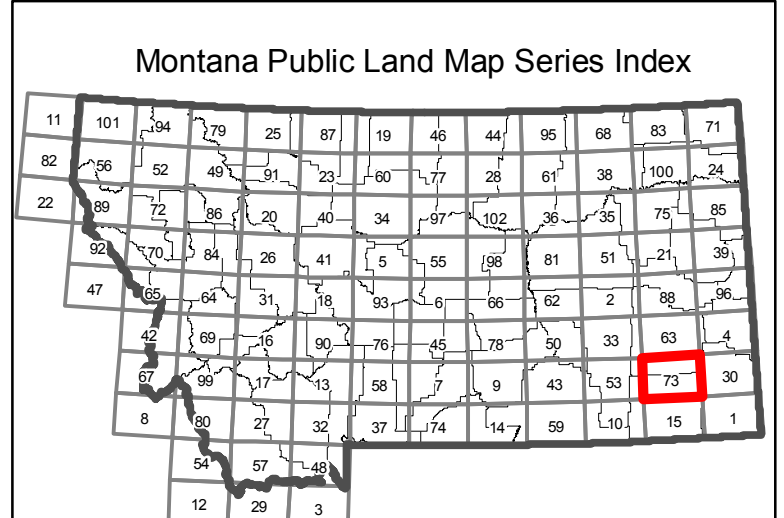 Montana Public Land Map Series Index
11 101 94 79 25 87 19 46 44 95 68 83 71
82 56 52 49 91 23 60 77 28 61 38 100 24
22 89 72 86 20 40 34 97 102 36 35 75 85
92 70 84 26 41 5 55 98 81 51 21 39
47 65 64 31 18 93 6 66 62 2 88 96
42 69 16 90 76 45 78 50 33 63 4
67 99 17 13 58 7 9 43 53 73 30
8 80 27 32 37 74 14 59 10 15 1
54 57 48
12 29 3